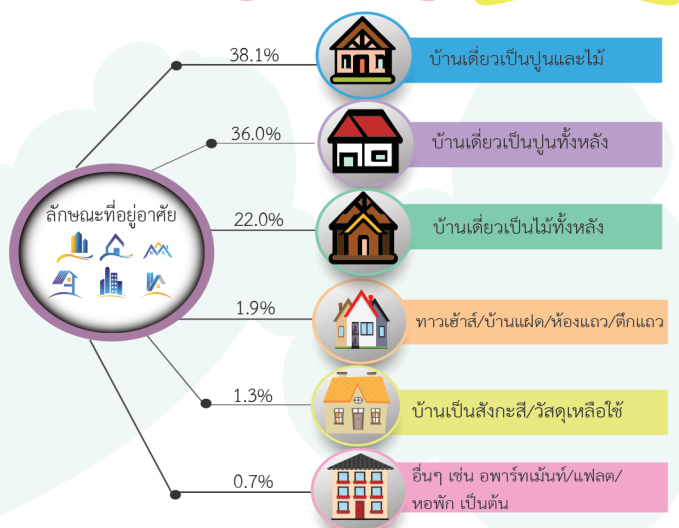 38.1%
บ้านเดี่ยวเป็นปูนและไม้
36.0%
บ้านเดี่ยวเป็นปูนทั้งหลัง
ลักษณะที่อยู่อาศัย
22.0%
บ้านเดี่ยวเป็นไม้ทั้งหลัง
1.9%
ทาวเฮ้าส์/บ้านแฝด/ห้องแถว/ตึกแถว
1.3%
บ้านเป็นสังกะสี/วัสดุเหลือใช้
0.7%
อื่นๆ เช่น อพาร์ทเม้นท์/แฟลต/
หอพัก เป็นต้น